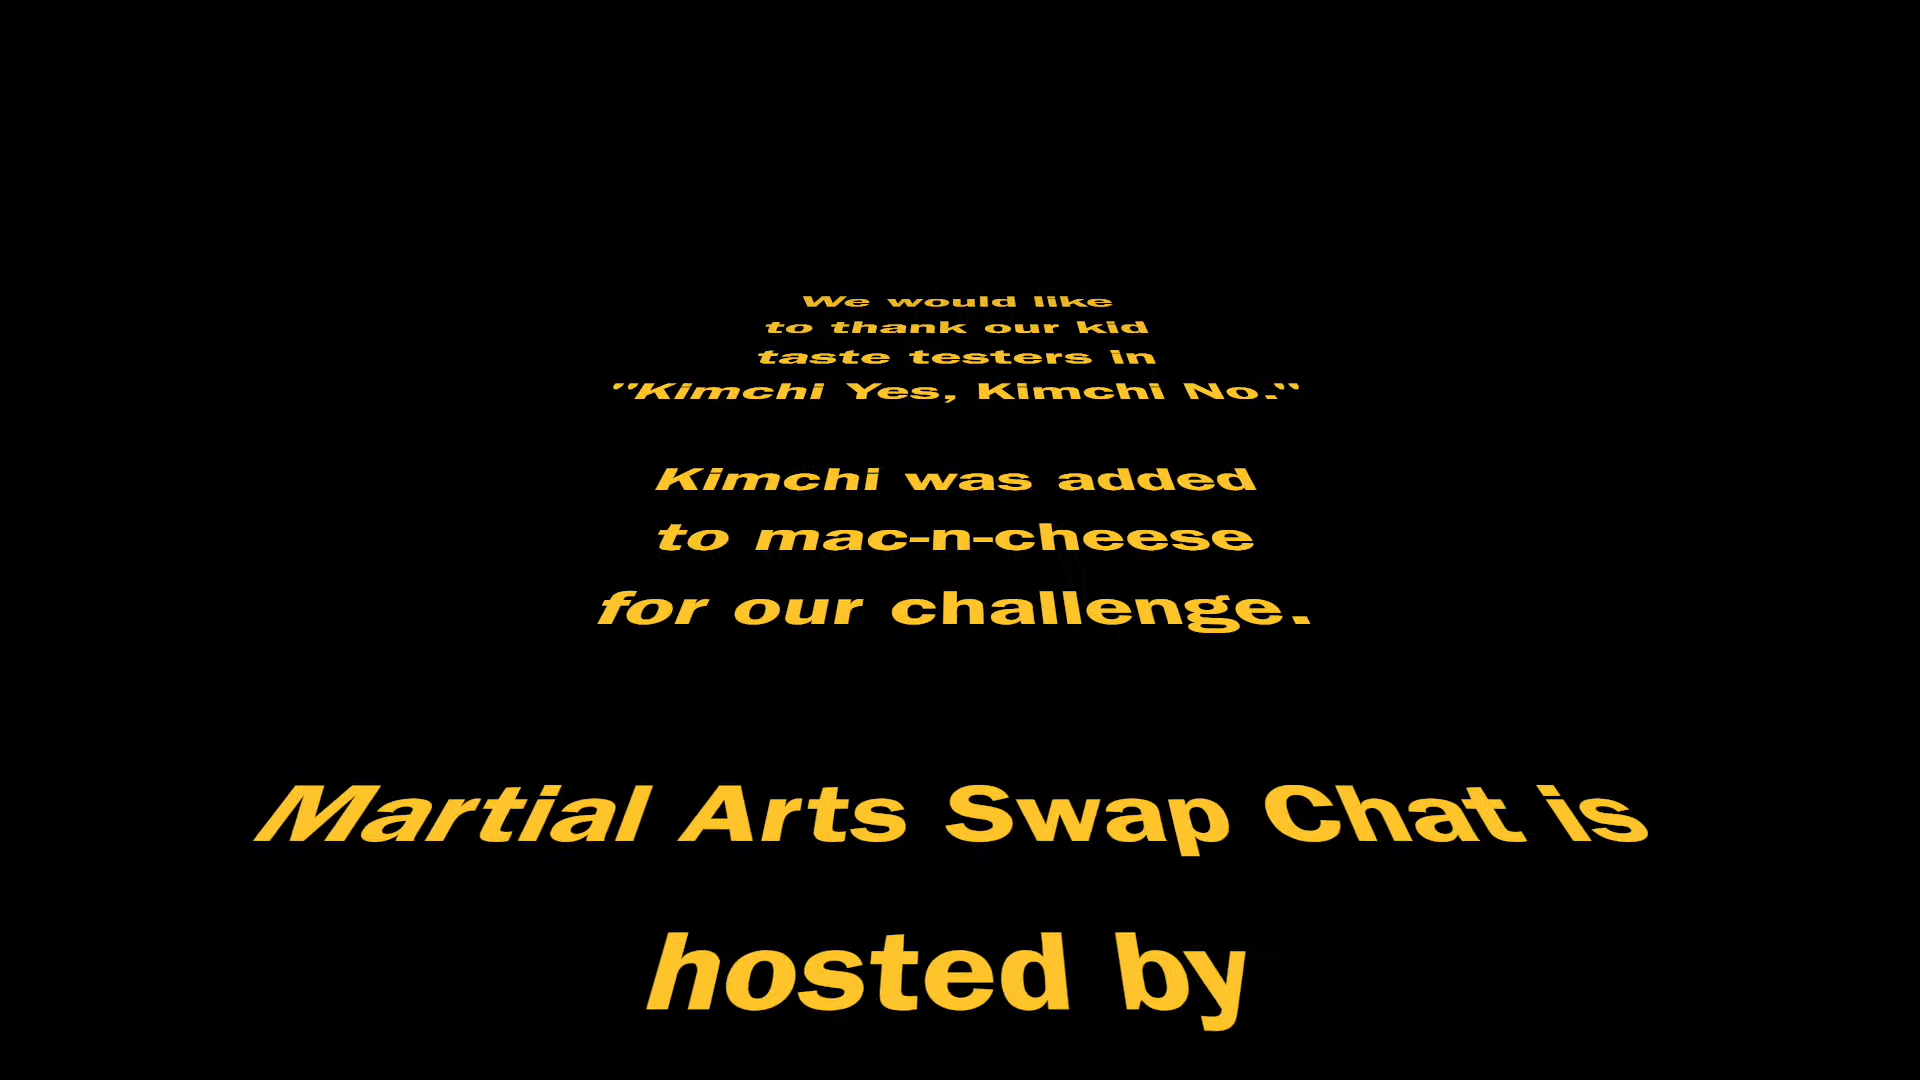 We would like
to thank our kid
taste testers in
"Kimchi Yes, Kimchi No."
Kimchi was added
to mac-n-cheese
for our challenge.
Martial Arts Swap Chat is
hosted by